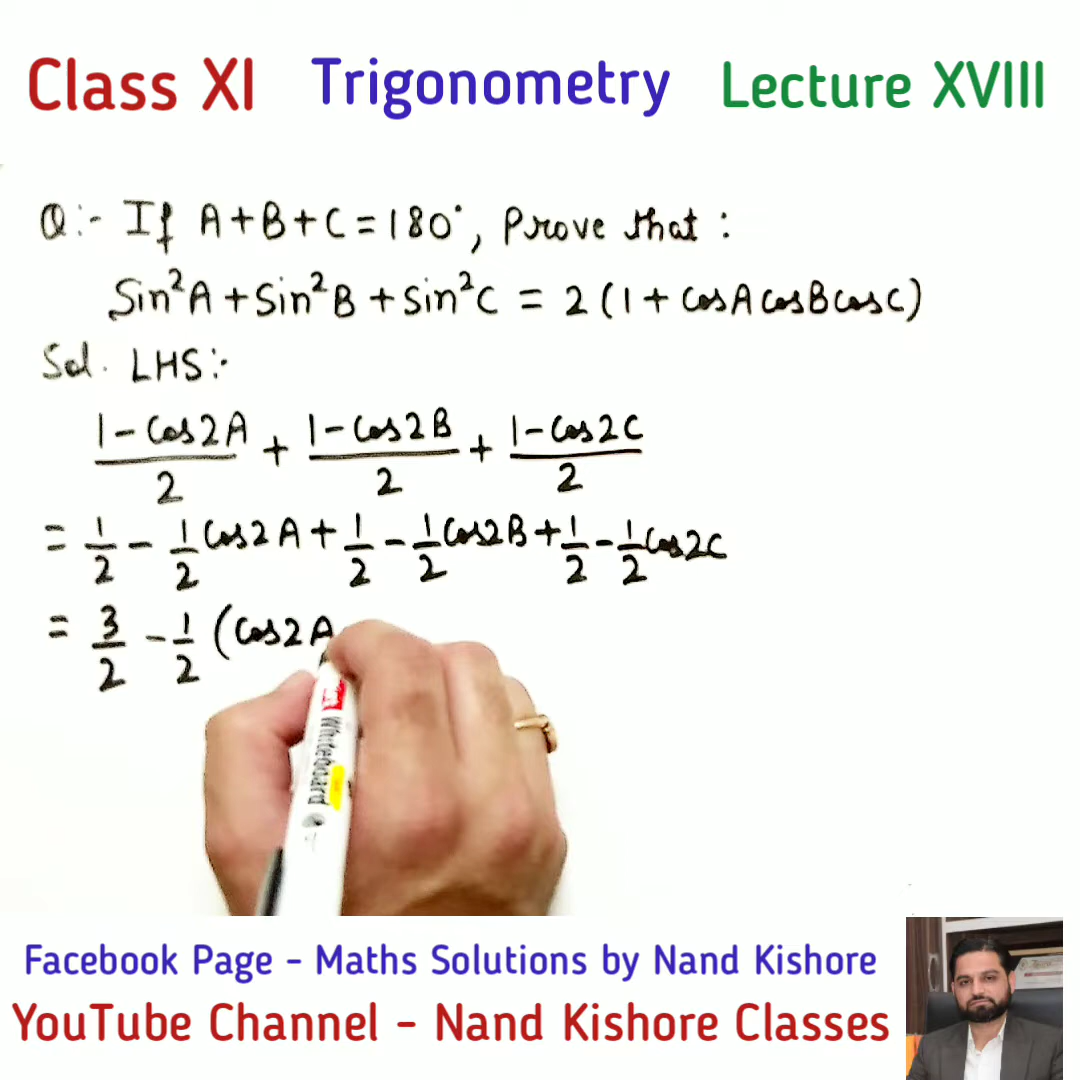 Class XI Trigonometry Lecture XVIII
Q:- If A+B+C=180°, Prove that :
Sin²A + Sin²B + Sin²C = 2 (1 + cosA cosB cosC)
Sol. LHS:-
(1-Cos2A)/2 + (1-Cos2B)/2 + (1-Cos2C)/2
= 1/2 - 1/2 Cos2A + 1/2 - 1/2 Cos2B + 1/2 - 1/2 Cos2C
= 3/2 - 1/2 (Cos2A
Whiteboard
Facebook Page - Maths Solutions by Nand Kishore
YouTube Channel - Nand Kishore Classes